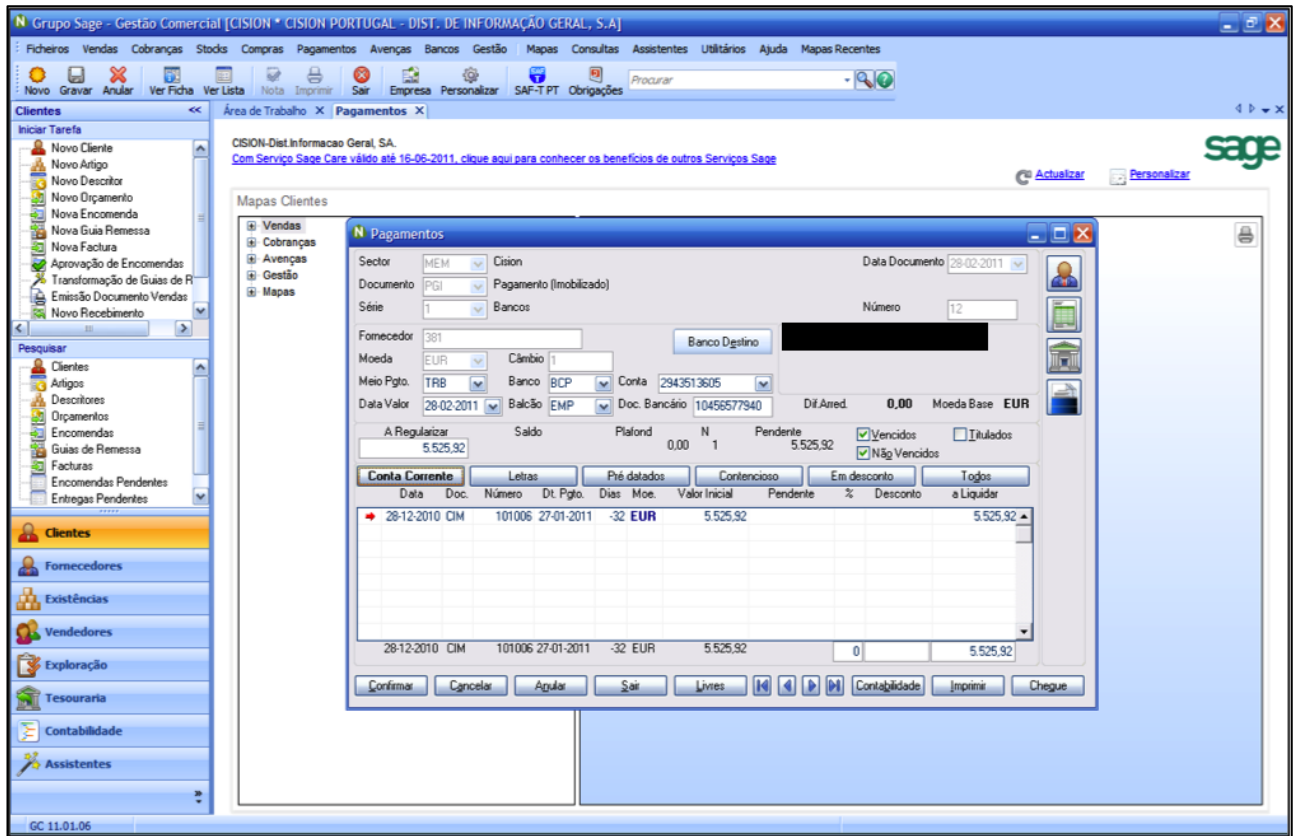 Grupo Sage - Gestão Comercial [CISION * CISION PORTUGAL - DIST. DE INFORMAÇÃO GERAL, S.A]
Ficheiros Vendas Cobranças Stocks Compras Pagamentos Avenças Bancos Gestão Mapas Consultas Assistentes Utilitários Ajuda Mapas Recentes
Novo Gravar Anular Ver Ficha Ver Lista Nota Imprimir Sair Empresa Personalizar SAF-T PT Obrigações Procurar
Clientes << Área de Trabalho X Pagamentos X
Iniciar Tarefa
Novo Cliente
Novo Artigo
Novo Descritor
Novo Orçamento
Nova Encomenda
Nova Guia Remessa
Nova Factura
Aprovação de Encomendas
Transformação de Guias de R
Emissão Documento Vendas
Novo Recebimento
Pesquisar
Clientes
Artigos
Descritores
Orçamentos
Encomendas
Guias de Remessa
Facturas
Encomendas Pendentes
Entregas Pendentes
Clientes
Fornecedores
Existências
Vendedores
Exploração
Tesouraria
Contabilidade
Assistentes
GC 11.01.06
CISION-Dist.Informacao Geral, SA.
Com Serviço Sage Care válido até 16-06-2011, clique aqui para conhecer os benefícios de outros Serviços Sage
sage
Actualizar Personalizar
Mapas Clientes
Vendas
Cobranças
Avenças
Gestão
Mapas
Pagamentos
Sector MEM Cision Data Documento 28-02-2011
Documento PGI Pagamento (Imobilizado)
Série 1 Bancos Número 12
Fornecedor 381 Banco Destino
Moeda EUR Câmbio 1
Meio Pgto. TRB Banco BCP Conta 2943513605
Data Valor 28-02-2011 Balcão EMP Doc. Bancário 10456577940 Dif.Arred. 0,00 Moeda Base EUR
A Regularizar Saldo Plafond N Pendente Vencidos Titulados
5.525,92 0,00 1 5.525,92 Não Vencidos
Conta Corrente Letras Pré datados Contencioso Em desconto Todos
Data Doc. Número Dt. Pgto. Dias Moe. Valor Inicial Pendente % Desconto a Liquidar
28-12-2010 CIM 101006 27-01-2011 -32 EUR 5.525,92 5.525,92
28-12-2010 CIM 101006 27-01-2011 -32 EUR 5.525,92 0 5.525,92
Confirmar Cancelar Anular Sair Livres Contabilidade Imprimir Cheque